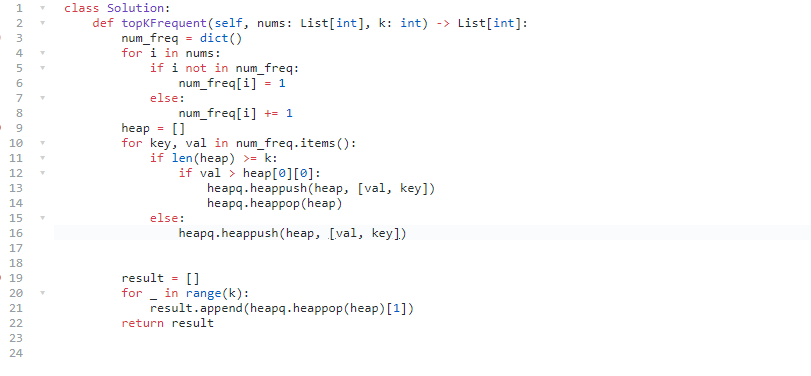 1 class Solution:
2     def topKFrequent(self, nums: List[int], k: int) -> List[int]:
3         num_freq = dict()
4         for i in nums:
5             if i not in num_freq:
6                 num_freq[i] = 1
7             else:
8                 num_freq[i] += 1
9         heap = []
10         for key, val in num_freq.items():
11             if len(heap) >= k:
12                 if val > heap[0][0]:
13                     heapq.heappush(heap, [val, key])
14                     heapq.heappop(heap)
15             else:
16                 heapq.heappush(heap, [val, key])
17
18
19         result = []
20         for _ in range(k):
21             result.append(heapq.heappop(heap)[1])
22         return result
23
24